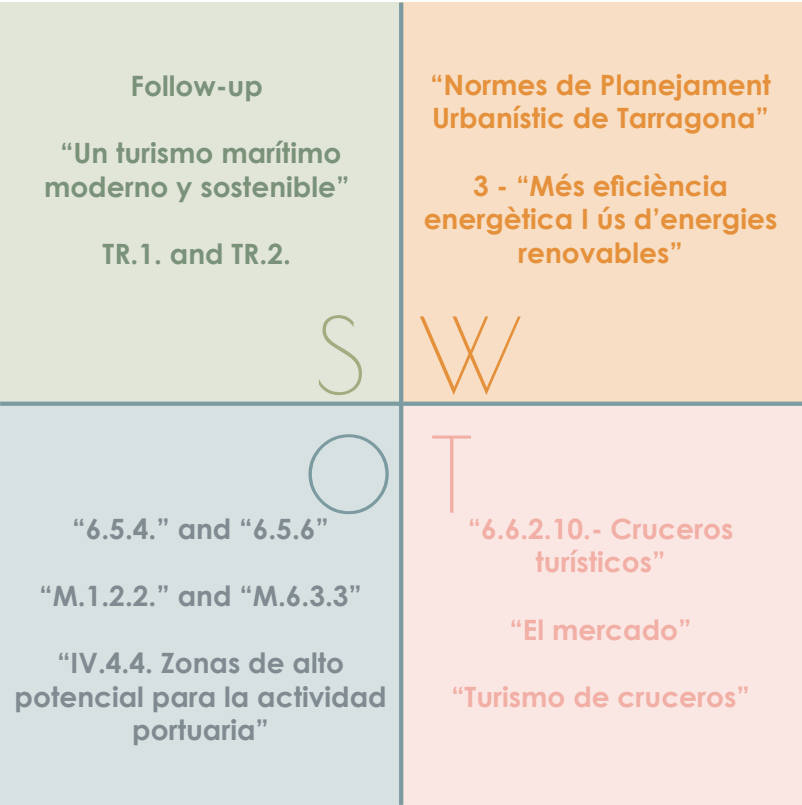 Follow-up
“Un turismo marítimo
moderno y sostenible”
TR.1. and TR.2.
S
“Normes de Planejament
Urbanístic de Tarragona”
3 - “Més eficiència
energètica I ús d’energies
renovables”
W
O
“6.5.4.” and “6.5.6”
“M.1.2.2.” and “M.6.3.3”
“IV.4.4. Zonas de alto
potencial para la actividad
portuaria”
T
“6.6.2.10.- Cruceros
turísticos”
“El mercado”
“Turismo de cruceros”